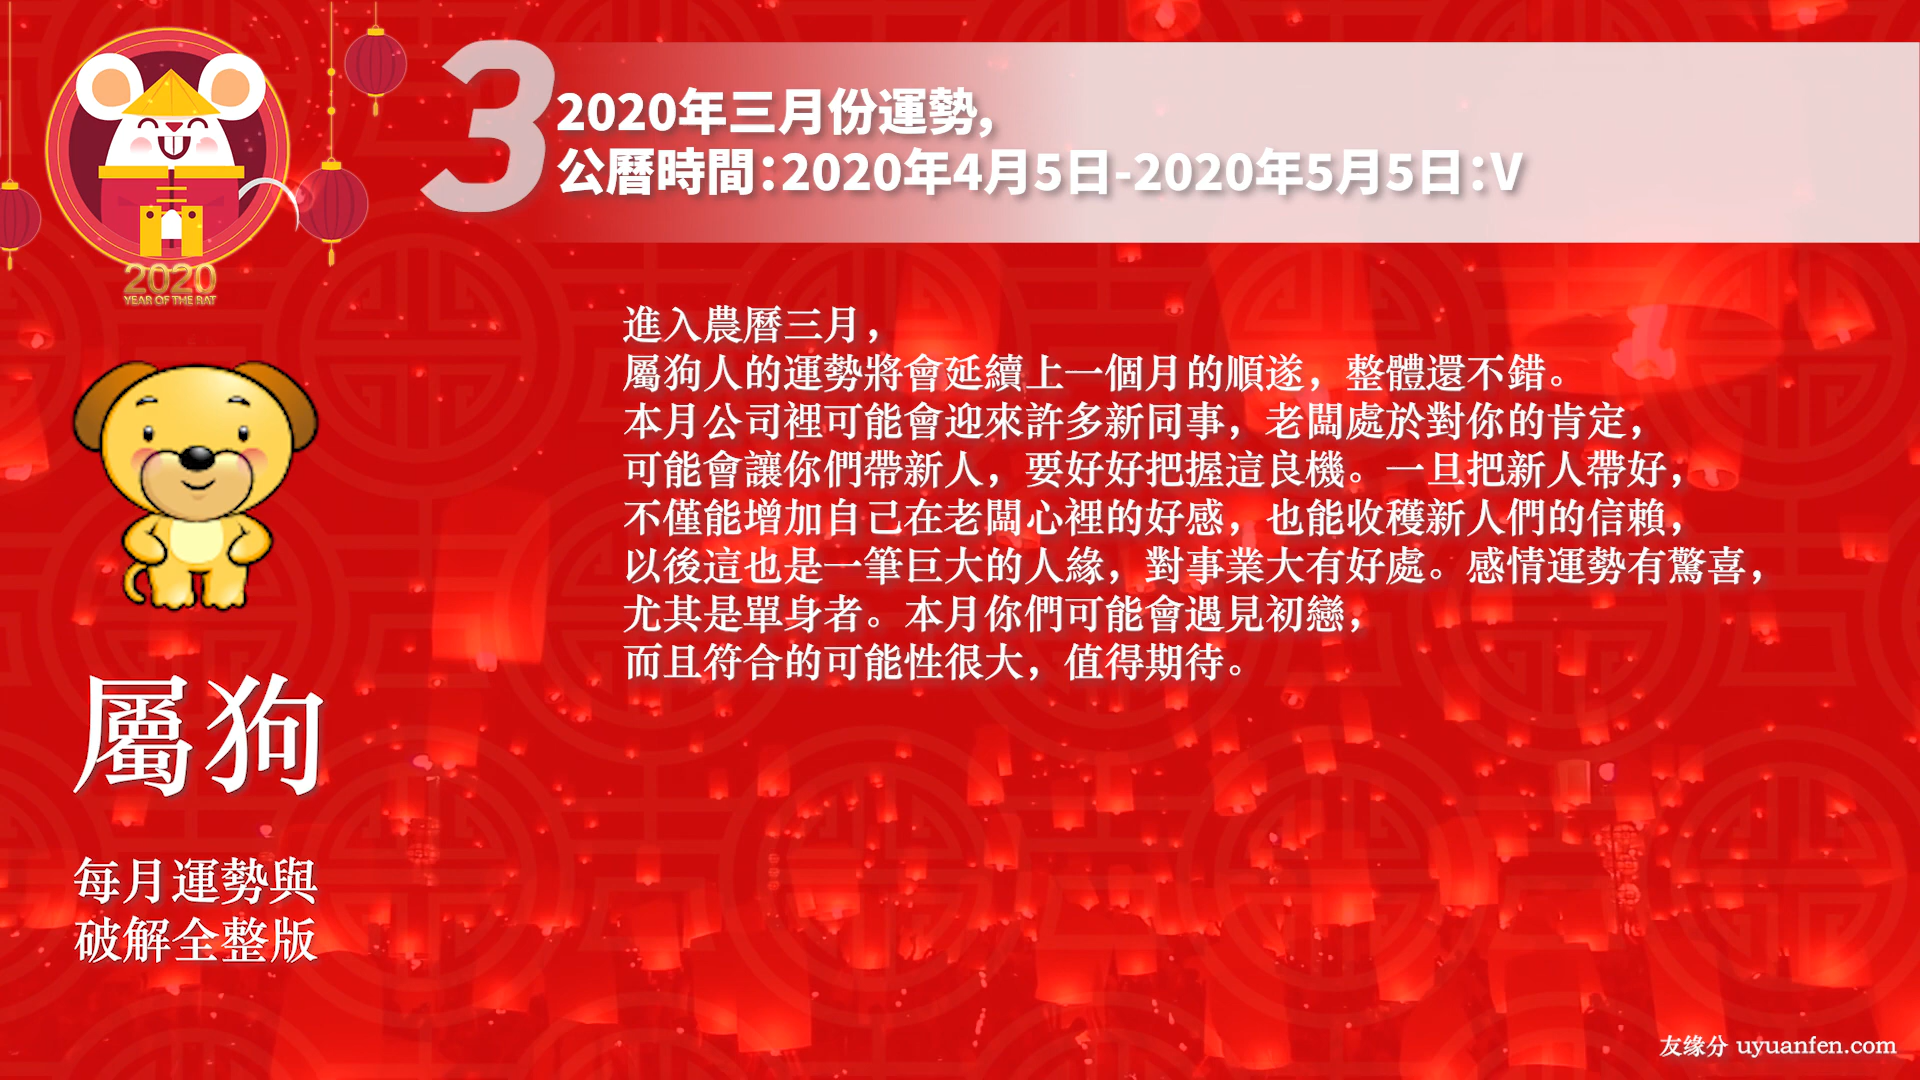 3
2020年三月份運勢，
公曆時間：2020年4月5日-2020年5月5日：V
2020
YEAR OF THE RAT
進入農曆三月，
屬狗人的運勢將會延續上一個月的順遂，整體還不錯。
本月公司裡可能會迎來許多新同事，老闆處於對你的肯定，
可能會讓你們帶新人，要好好把握這良機。一旦把新人帶好，
不僅能增加自己在老闆心裡的好感，也能收穫新人們的信賴，
以後這也是一筆巨大的人緣，對事業大有好處。感情運勢有驚喜，
尤其是單身者。本月你們可能會遇見初戀，
而且符合的可能性很大，值得期待。
屬狗
每月運勢與
破解全整版
友缘分 uyuanfen.com